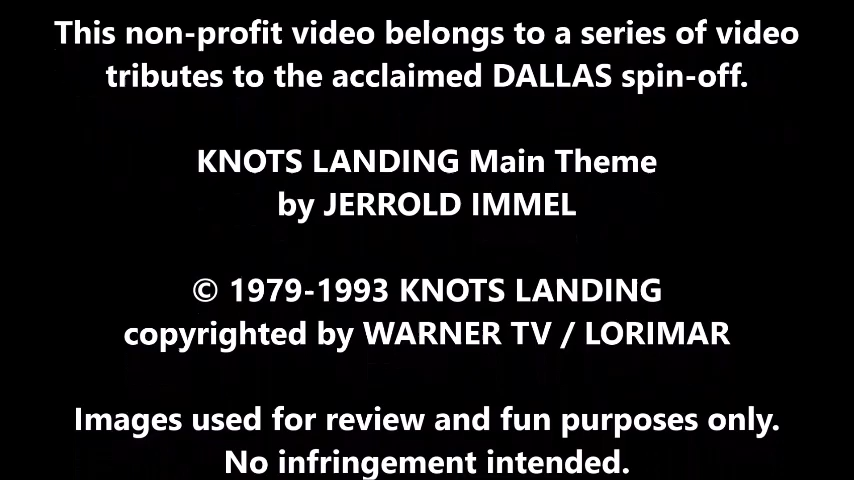 This non-profit video belongs to a series of video
tributes to the acclaimed DALLAS spin-off.
KNOTS LANDING Main Theme
by JERROLD IMMEL
© 1979-1993 KNOTS LANDING
copyrighted by WARNER TV / LORIMAR
Images used for review and fun purposes only.
No infringement intended.